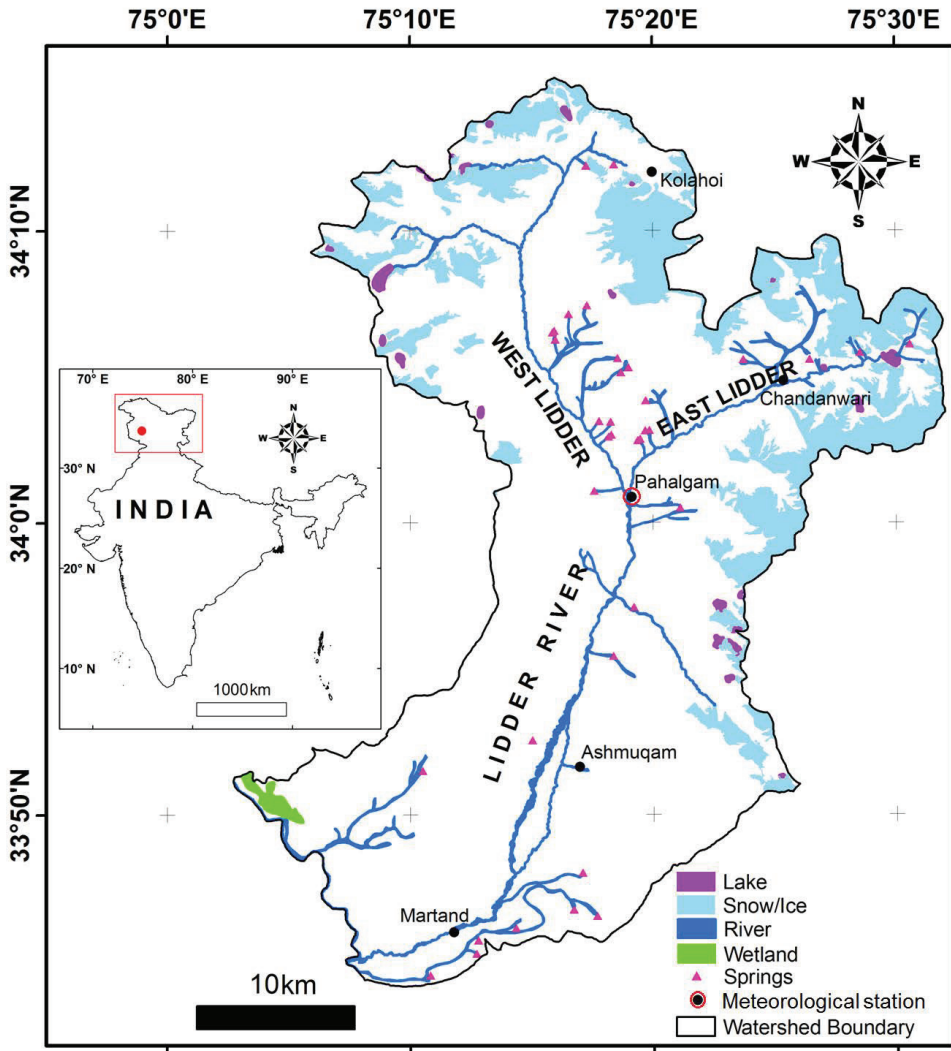 75°0'E 75°10'E 75°20'E 75°30'E
N
W E
S
Kolahoi
34°10'N
WEST LIDDER
EAST LIDDER
Chandanwari
70° E 80° E 90° E
N
W E
S
30° N
INDIA
20° N
10° N
1000km
Pahalgam
34°0'N
LIDDER RIVER
Ashmuqam
33°50'N
Martand
10km
Lake
Snow/Ice
River
Wetland
Springs
Meteorological station
Watershed Boundary